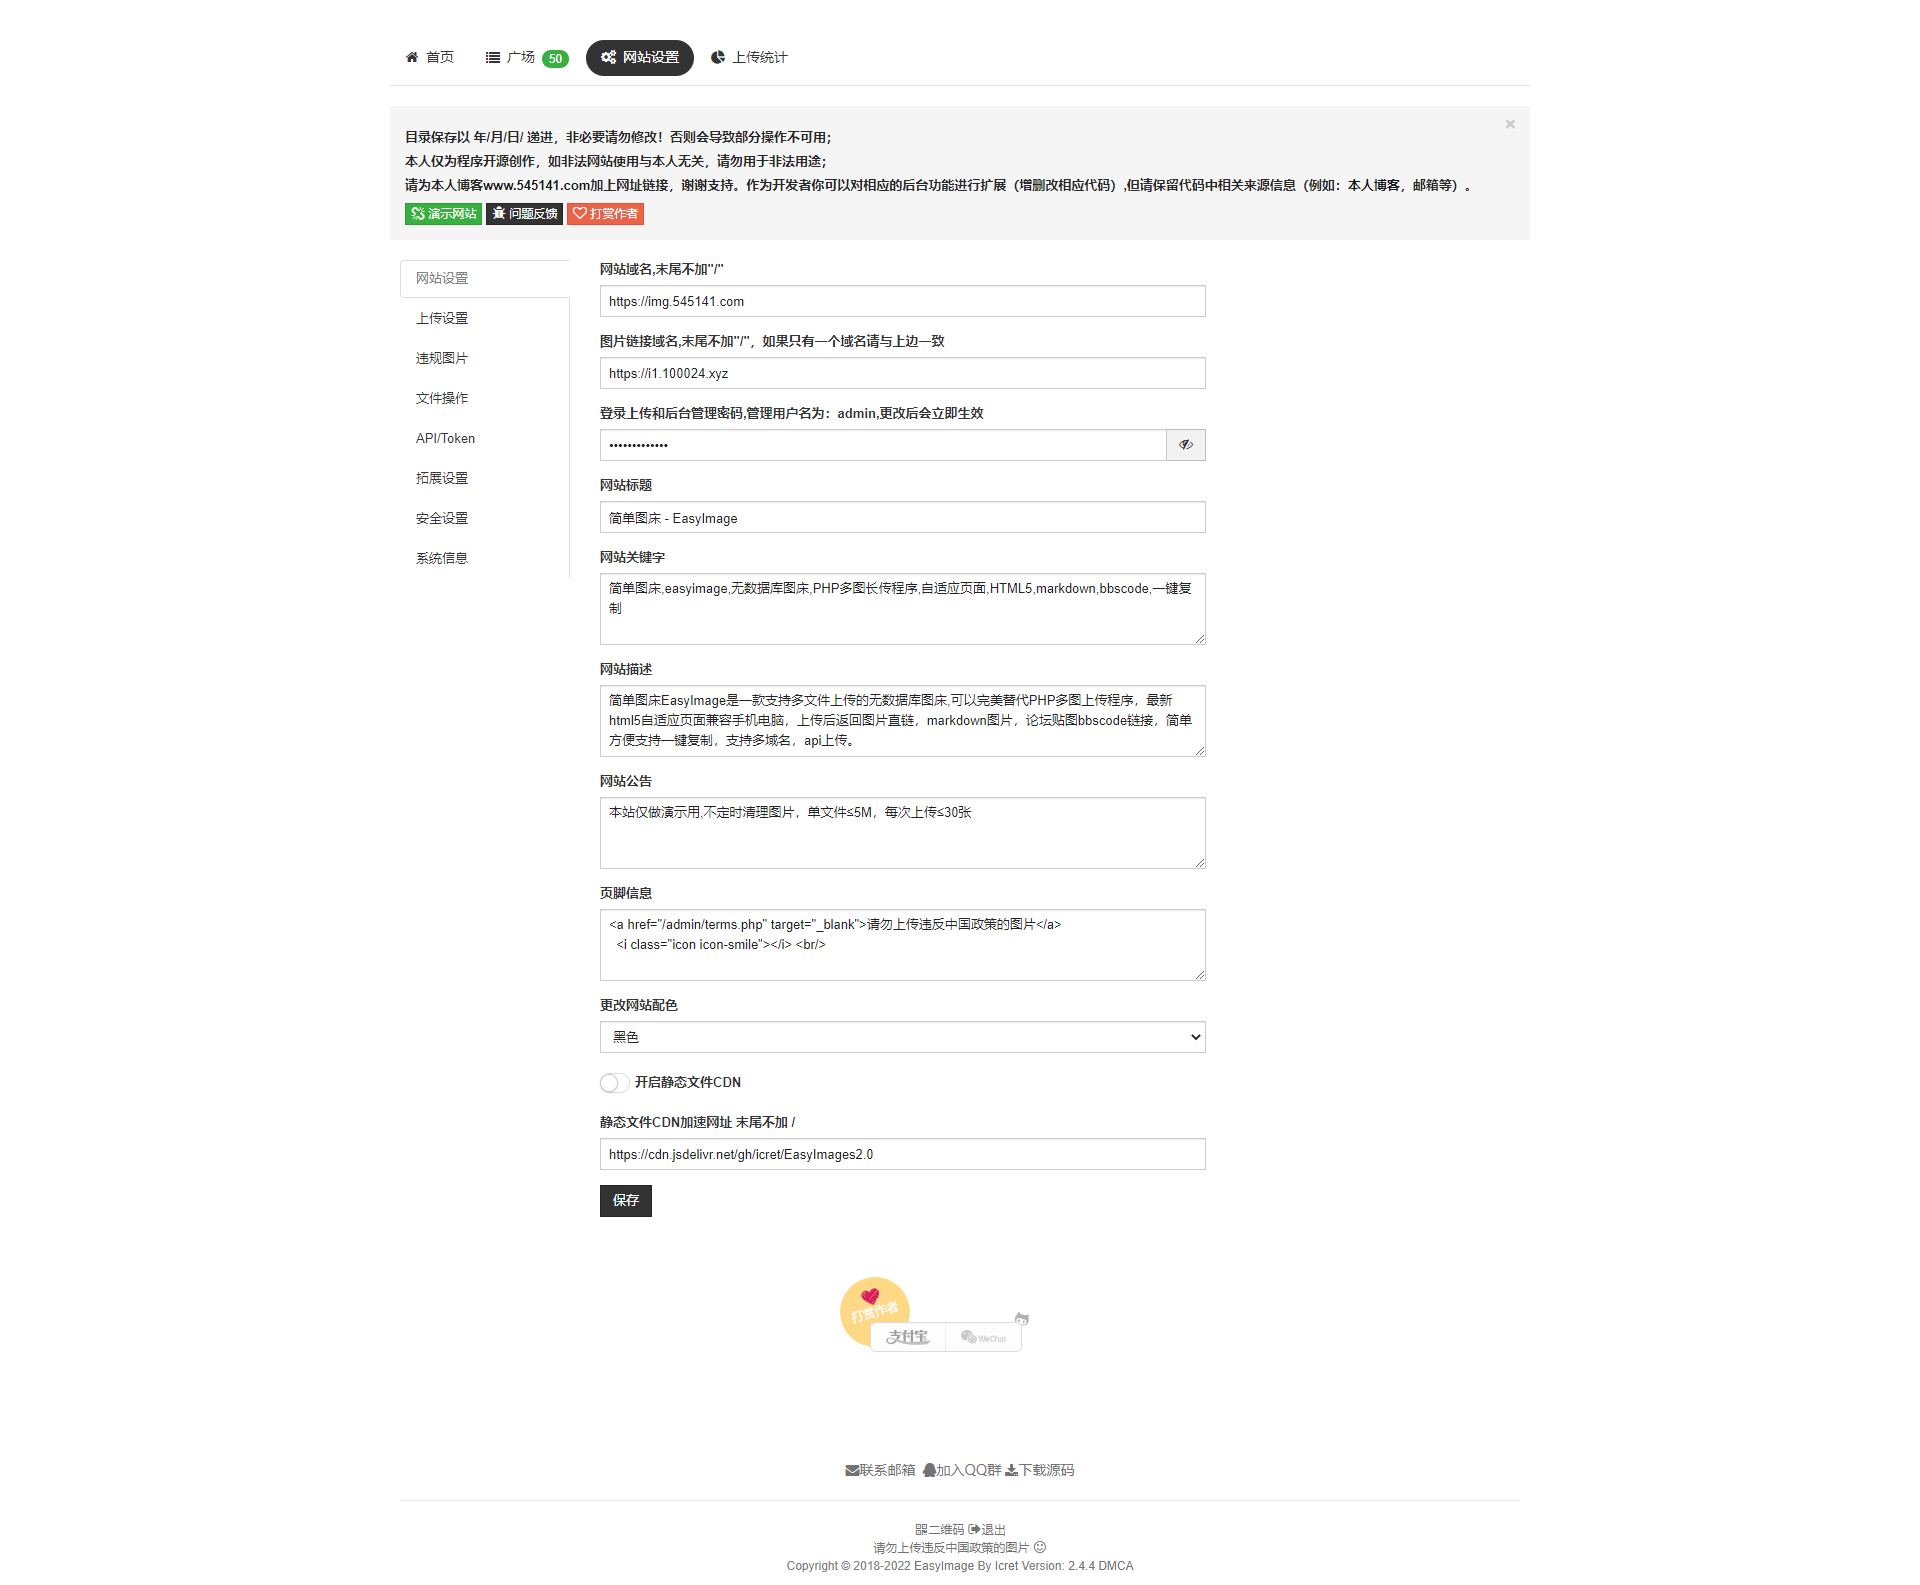 首页 广场 50 网站设置 上传统计
目录保存以 年/月/日/ 递进，非必要请勿修改！否则会导致部分操作不可用；
本人仅为程序开源创作，如非法网站使用与本人无关，请勿用于非法用途；
请为本人博客www.545141.com加上网址链接，谢谢支持。作为开发者你可以对相应的后台功能进行扩展（增删改相应代码）,但请保留代码中相关来源信息（例如：本人博客，邮箱等）。
演示网站 问题反馈 打赏作者
网站设置
上传设置
违规图片
文件操作
API/Token
拓展设置
安全设置
系统信息
网站域名,末尾不加"/"
https://img.545141.com
图片链接域名,末尾不加"/"，如果只有一个域名请与上边一致
https://i1.100024.xyz
登录上传和后台管理密码,管理用户名为：admin,更改后会立即生效
•••••••••••••
网站标题
简单图床 - EasyImage
网站关键字
简单图床,easyimage,无数据库图床,PHP多图长传程序,自适应页面,HTML5,markdown,bbscode,一键复
制
网站描述
简单图床EasyImage是一款支持多文件上传的无数据库图床,可以完美替代PHP多图上传程序，最新
html5自适应页面兼容手机电脑，上传后返回图片直链，markdown图片，论坛贴图bbscode链接，简单
方便支持一键复制，支持多域名，api上传。
网站公告
本站仅做演示用,不定时清理图片，单文件≤5M，每次上传≤30张
页脚信息
<a href="/admin/terms.php" target="_blank">请勿上传违反中国政策的图片</a>
<i class="icon icon-smile"></i> <br/>
更改网站配色
黑色
开启静态文件CDN
静态文件CDN加速网址 末尾不加 /
https://cdn.jsdelivr.net/gh/icret/EasyImages2.0
保存
打赏作者
支付宝 WeChat
联系邮箱 加入QQ群 下载源码
二维码 退出
请勿上传违反中国政策的图片
Copyright © 2018-2022 EasyImage By Icret Version: 2.4.4 DMCA